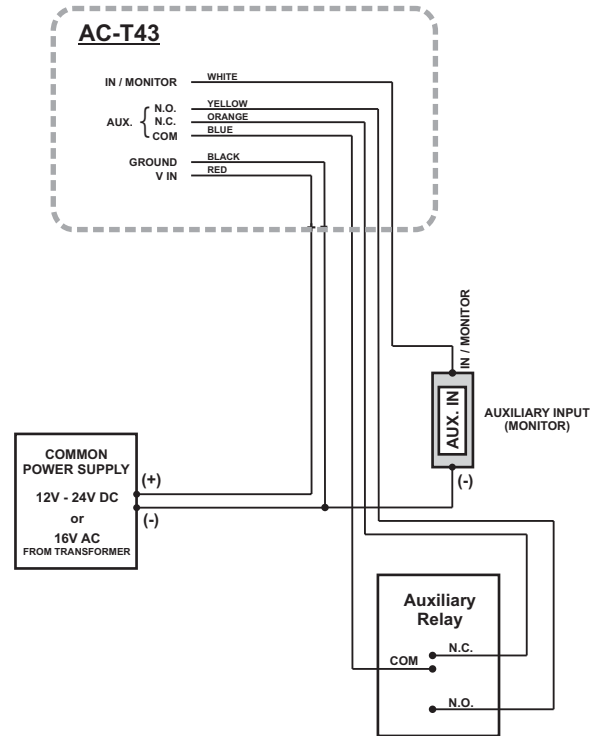 AC-T43
IN / MONITOR WHITE
N.O. YELLOW
AUX. N.C. ORANGE
COM BLUE
GROUND BLACK
V IN RED
IN / MONITOR
AUX. IN
AUXILIARY INPUT
(MONITOR)
(-)
COMMON
POWER SUPPLY
12V - 24V DC
or
16V AC
FROM TRANSFORMER
(+)
(-)
Auxiliary
Relay
N.C.
COM
N.O.